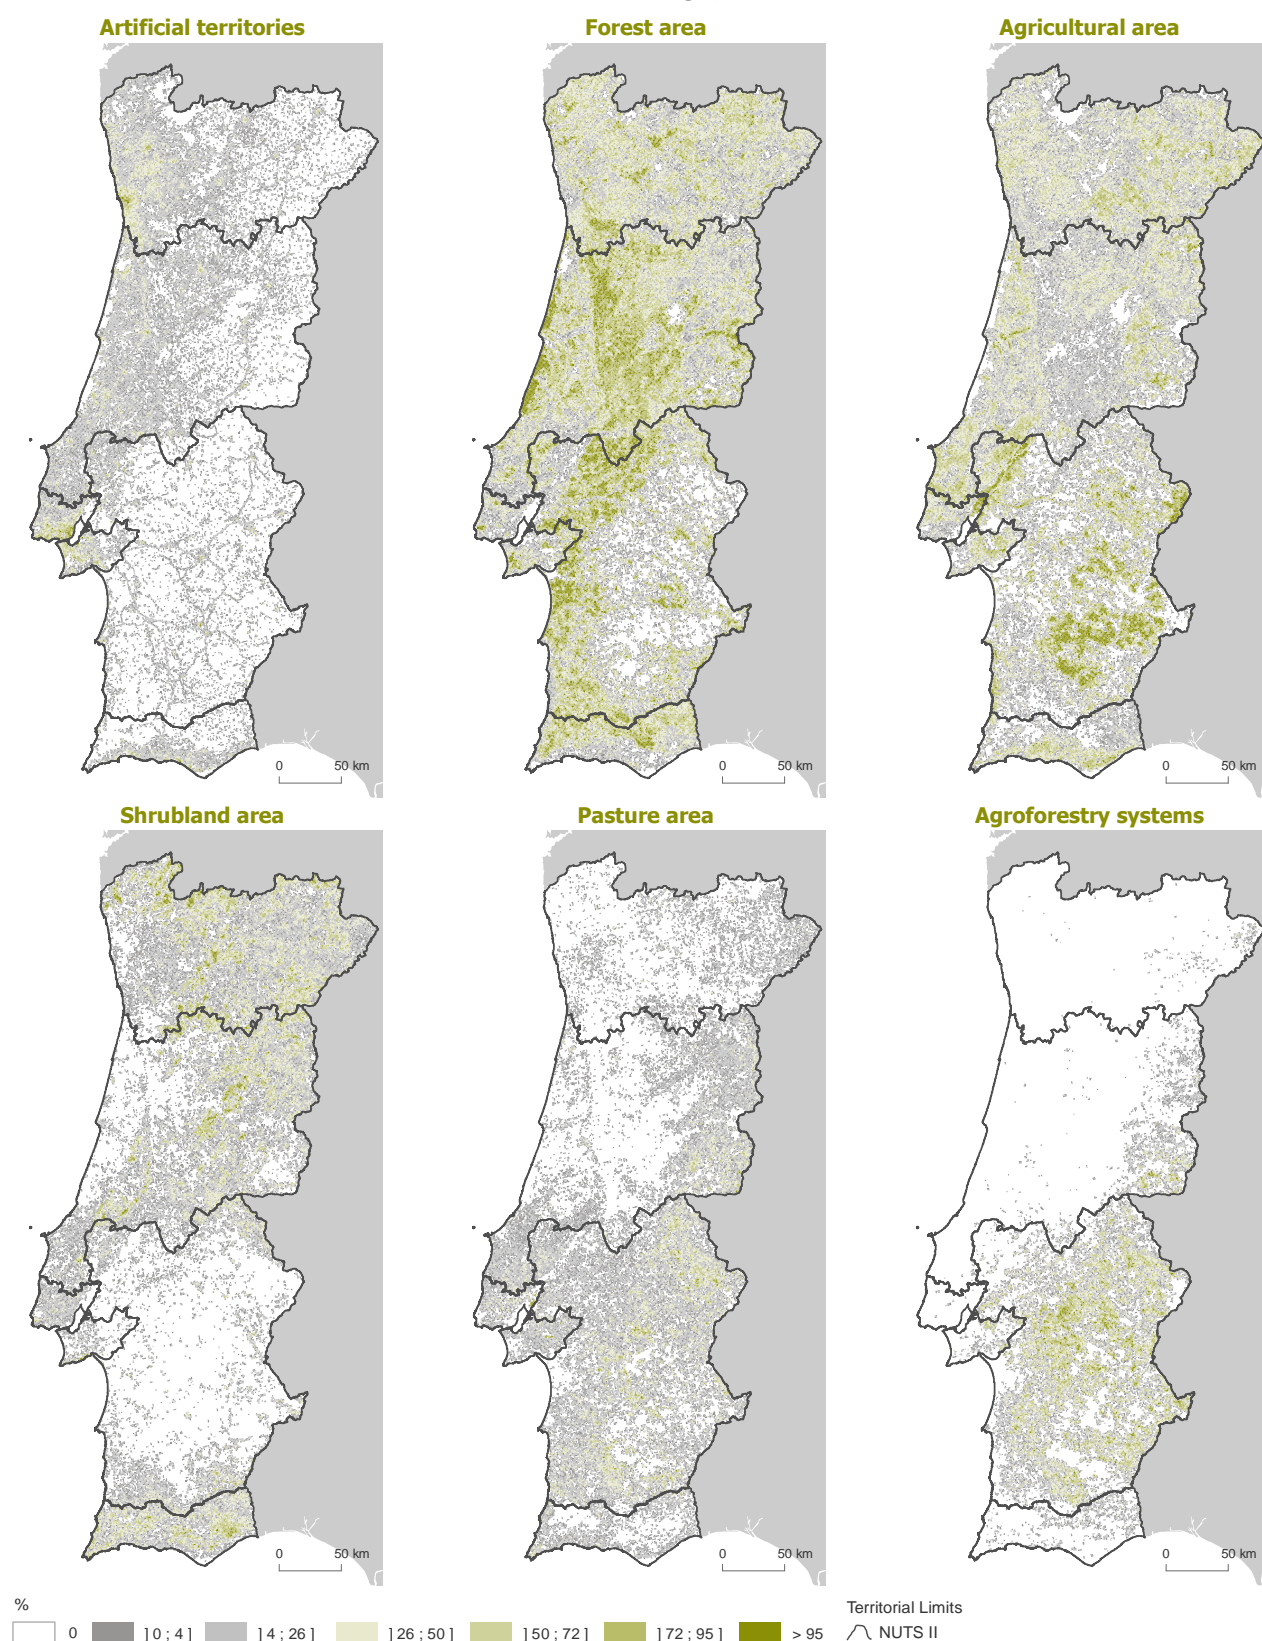 Artificial territories
Forest area
Agricultural area
0 50 km
0 50 km
0 50 km
Shrubland area
Pasture area
Agroforestry systems
0 50 km
0 50 km
0 50 km
%
0 ] 0 ; 4 ] ] 4 ; 26 ] ] 26 ; 50 ] ] 50 ; 72 ] ] 72 ; 95 ] > 95
Territorial Limits
NUTS II